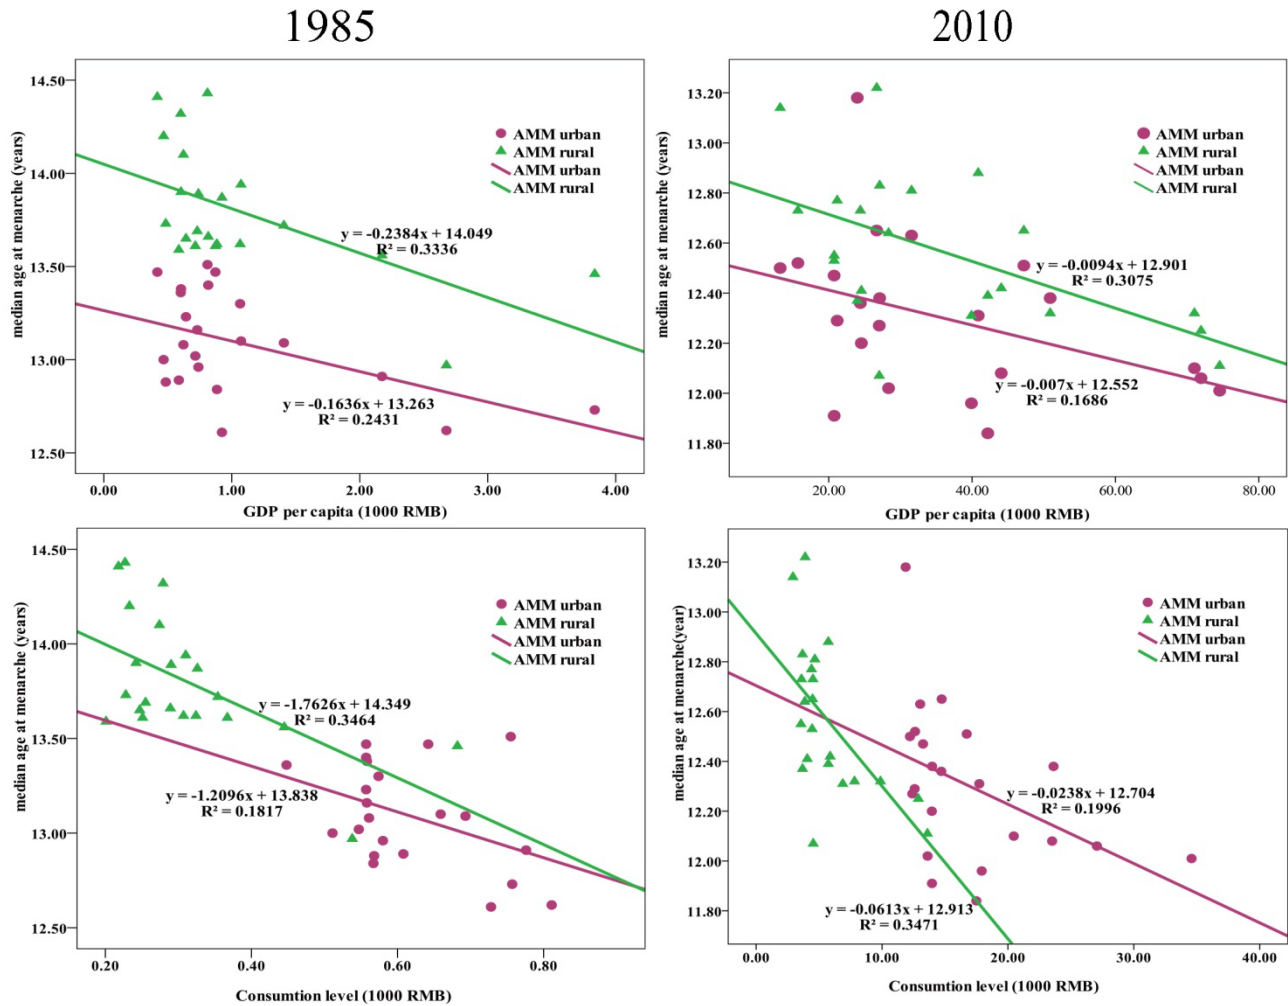 1985
2010
median age at menarche (years)
14.50
14.00
13.50
13.00
12.50
AMM urban
AMM rural
AMM urban
AMM rural
y = -0.2384x + 14.049
R² = 0.3336
y = -0.1636x + 13.263
R² = 0.2431
0.00 1.00 2.00 3.00 4.00
GDP per capita (1000 RMB)
median age at menarche (years)
13.20
13.00
12.80
12.60
12.40
12.20
12.00
11.80
AMM urban
AMM rural
AMM urban
AMM rural
y = -0.0094x + 12.901
R² = 0.3075
y = -0.007x + 12.552
R² = 0.1686
20.00 40.00 60.00 80.00
GDP per capita (1000 RMB)
median age at menarche (years)
14.50
14.00
13.50
13.00
12.50
AMM urban
AMM rural
AMM urban
AMM rural
y = -1.7626x + 14.349
R² = 0.3464
y = -1.2096x + 13.838
R² = 0.1817
0.20 0.40 0.60 0.80
Consumtion level (1000 RMB)
median age at menarche(year)
13.20
13.00
12.80
12.60
12.40
12.20
12.00
11.80
AMM urban
AMM rural
AMM urban
AMM rural
y = -0.0238x + 12.704
R² = 0.1996
y = -0.0613x + 12.913
R² = 0.3471
0.00 10.00 20.00 30.00 40.00
Consumtion level (1000 RMB)